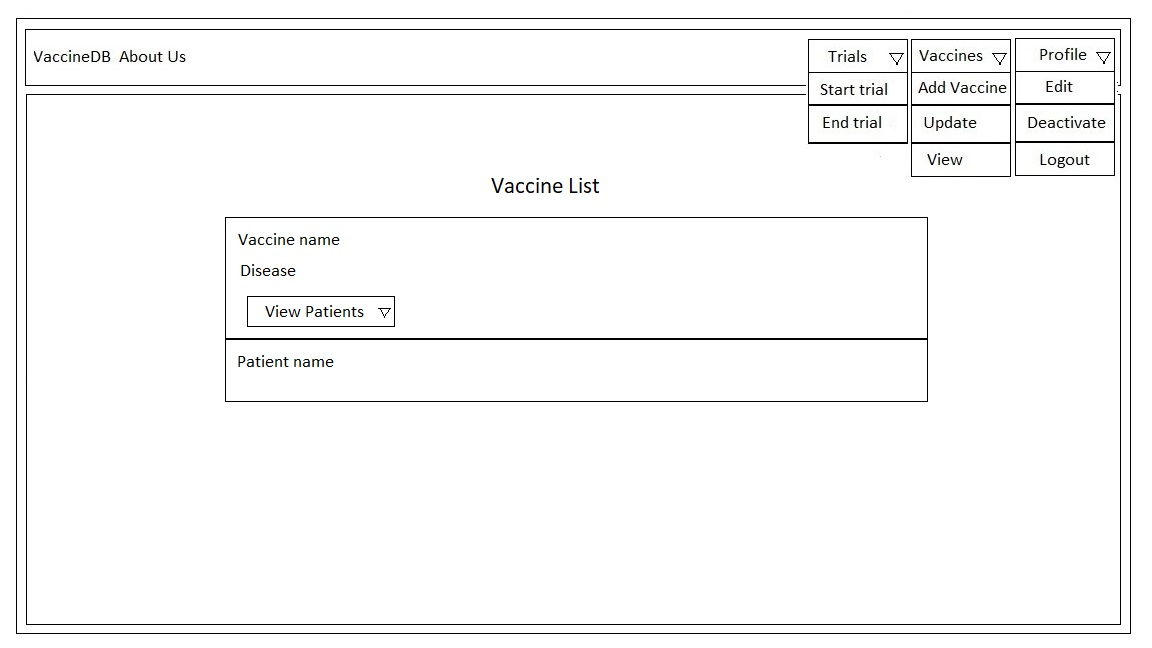 VaccineDB About Us
Trials Vaccines Profile
Start trial Add Vaccine Edit
End trial Update Deactivate
View Logout
Vaccine List
Vaccine name
Disease
View Patients
Patient name